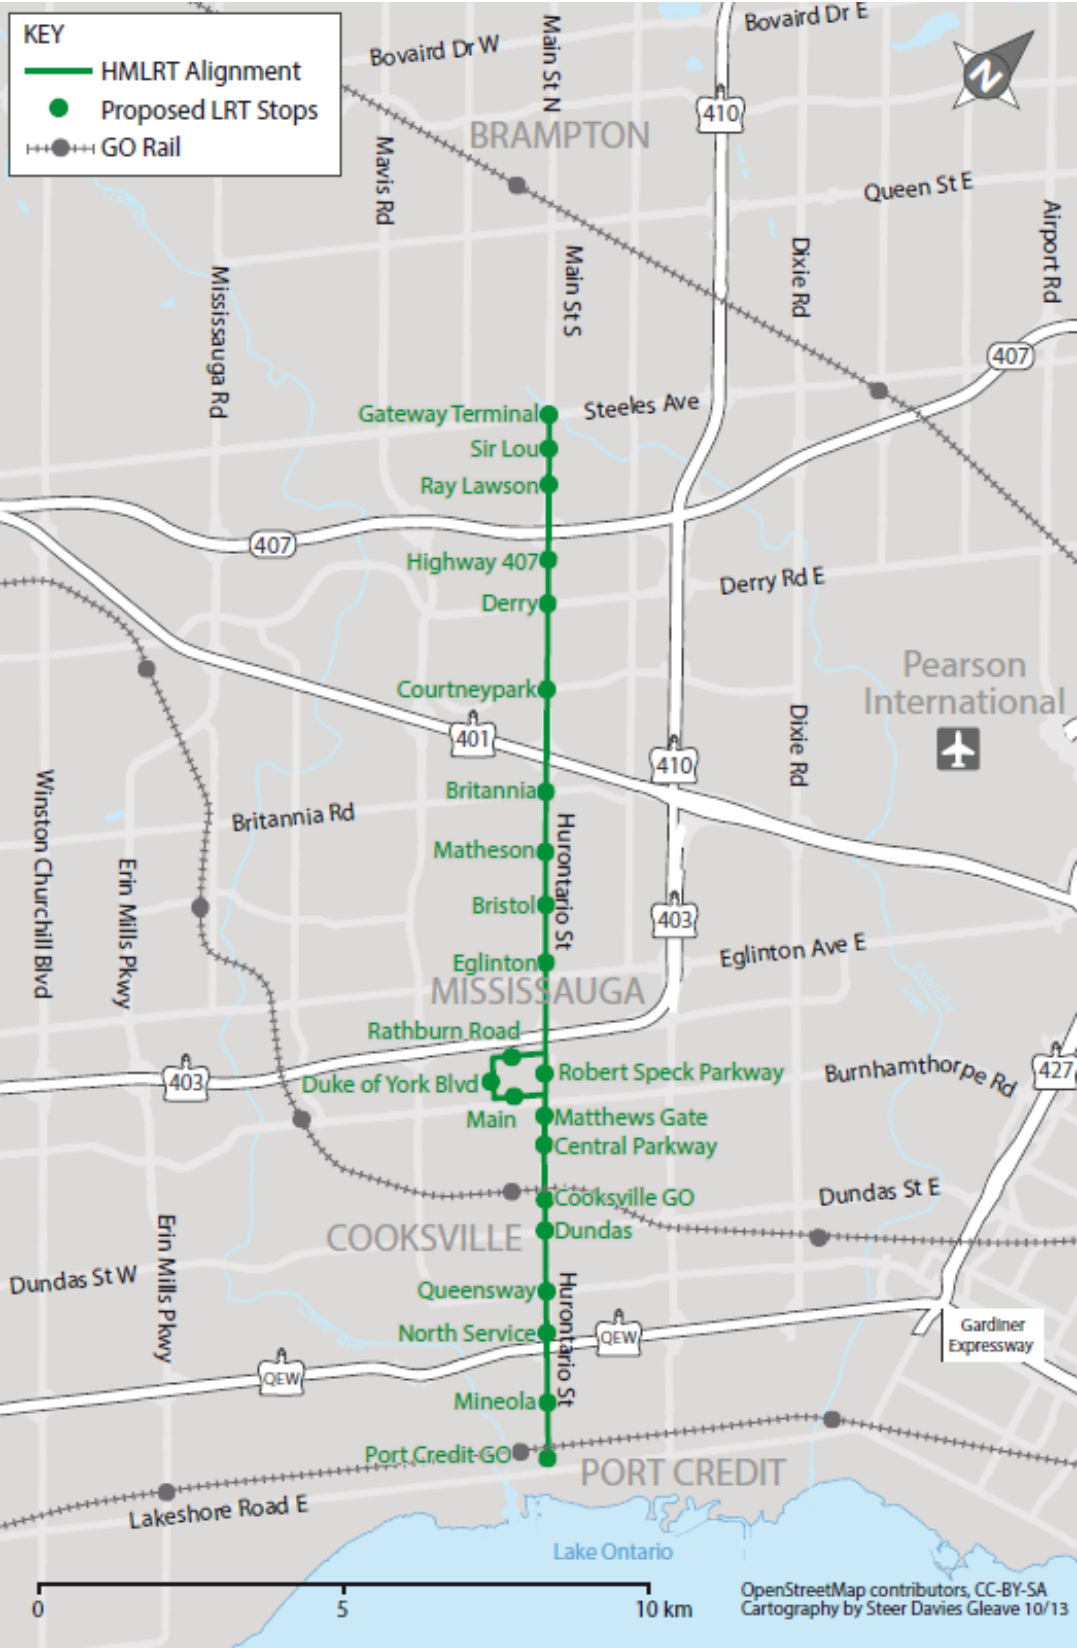 KEY
HMLRT Alignment
Proposed LRT Stops
GO Rail
Bovaird Dr W
Main St N
Bovaird Dr E
N
410
BRAMPTON
Mavis Rd
Queen St E
Airport Rd
Mississauga Rd
Main St S
Dixie Rd
407
Gateway Terminal
Steeles Ave
Sir Lou
Ray Lawson
407
Highway 407
Derry Rd E
Derry
Pearson
International
Courtneypark
401
410
Dixie Rd
Winston Churchill Blvd
Britannia
Britannia Rd
Hurontario St
Matheson
Erin Mills Pkwy
Bristol
403
Eglinton
Eglinton Ave E
MISSISSAUGA
Rathburn Road
403
Duke of York Blvd
Robert Speck Parkway
Burnhamthorpe Rd
427
Main
Matthews Gate
Central Parkway
Cooksville GO
Dundas St E
COOKSVILLE
Dundas
Erin Mills Pkwy
Dundas St W
Queensway
Hurontario St
North Service
QEW
Gardiner
Expressway
QEW
Mineola
Port Credit GO
PORT CREDIT
Lakeshore Road E
Lake Ontario
0
5
10 km
OpenStreetMap contributors, CC-BY-SA
Cartography by Steer Davies Gleave 10/13